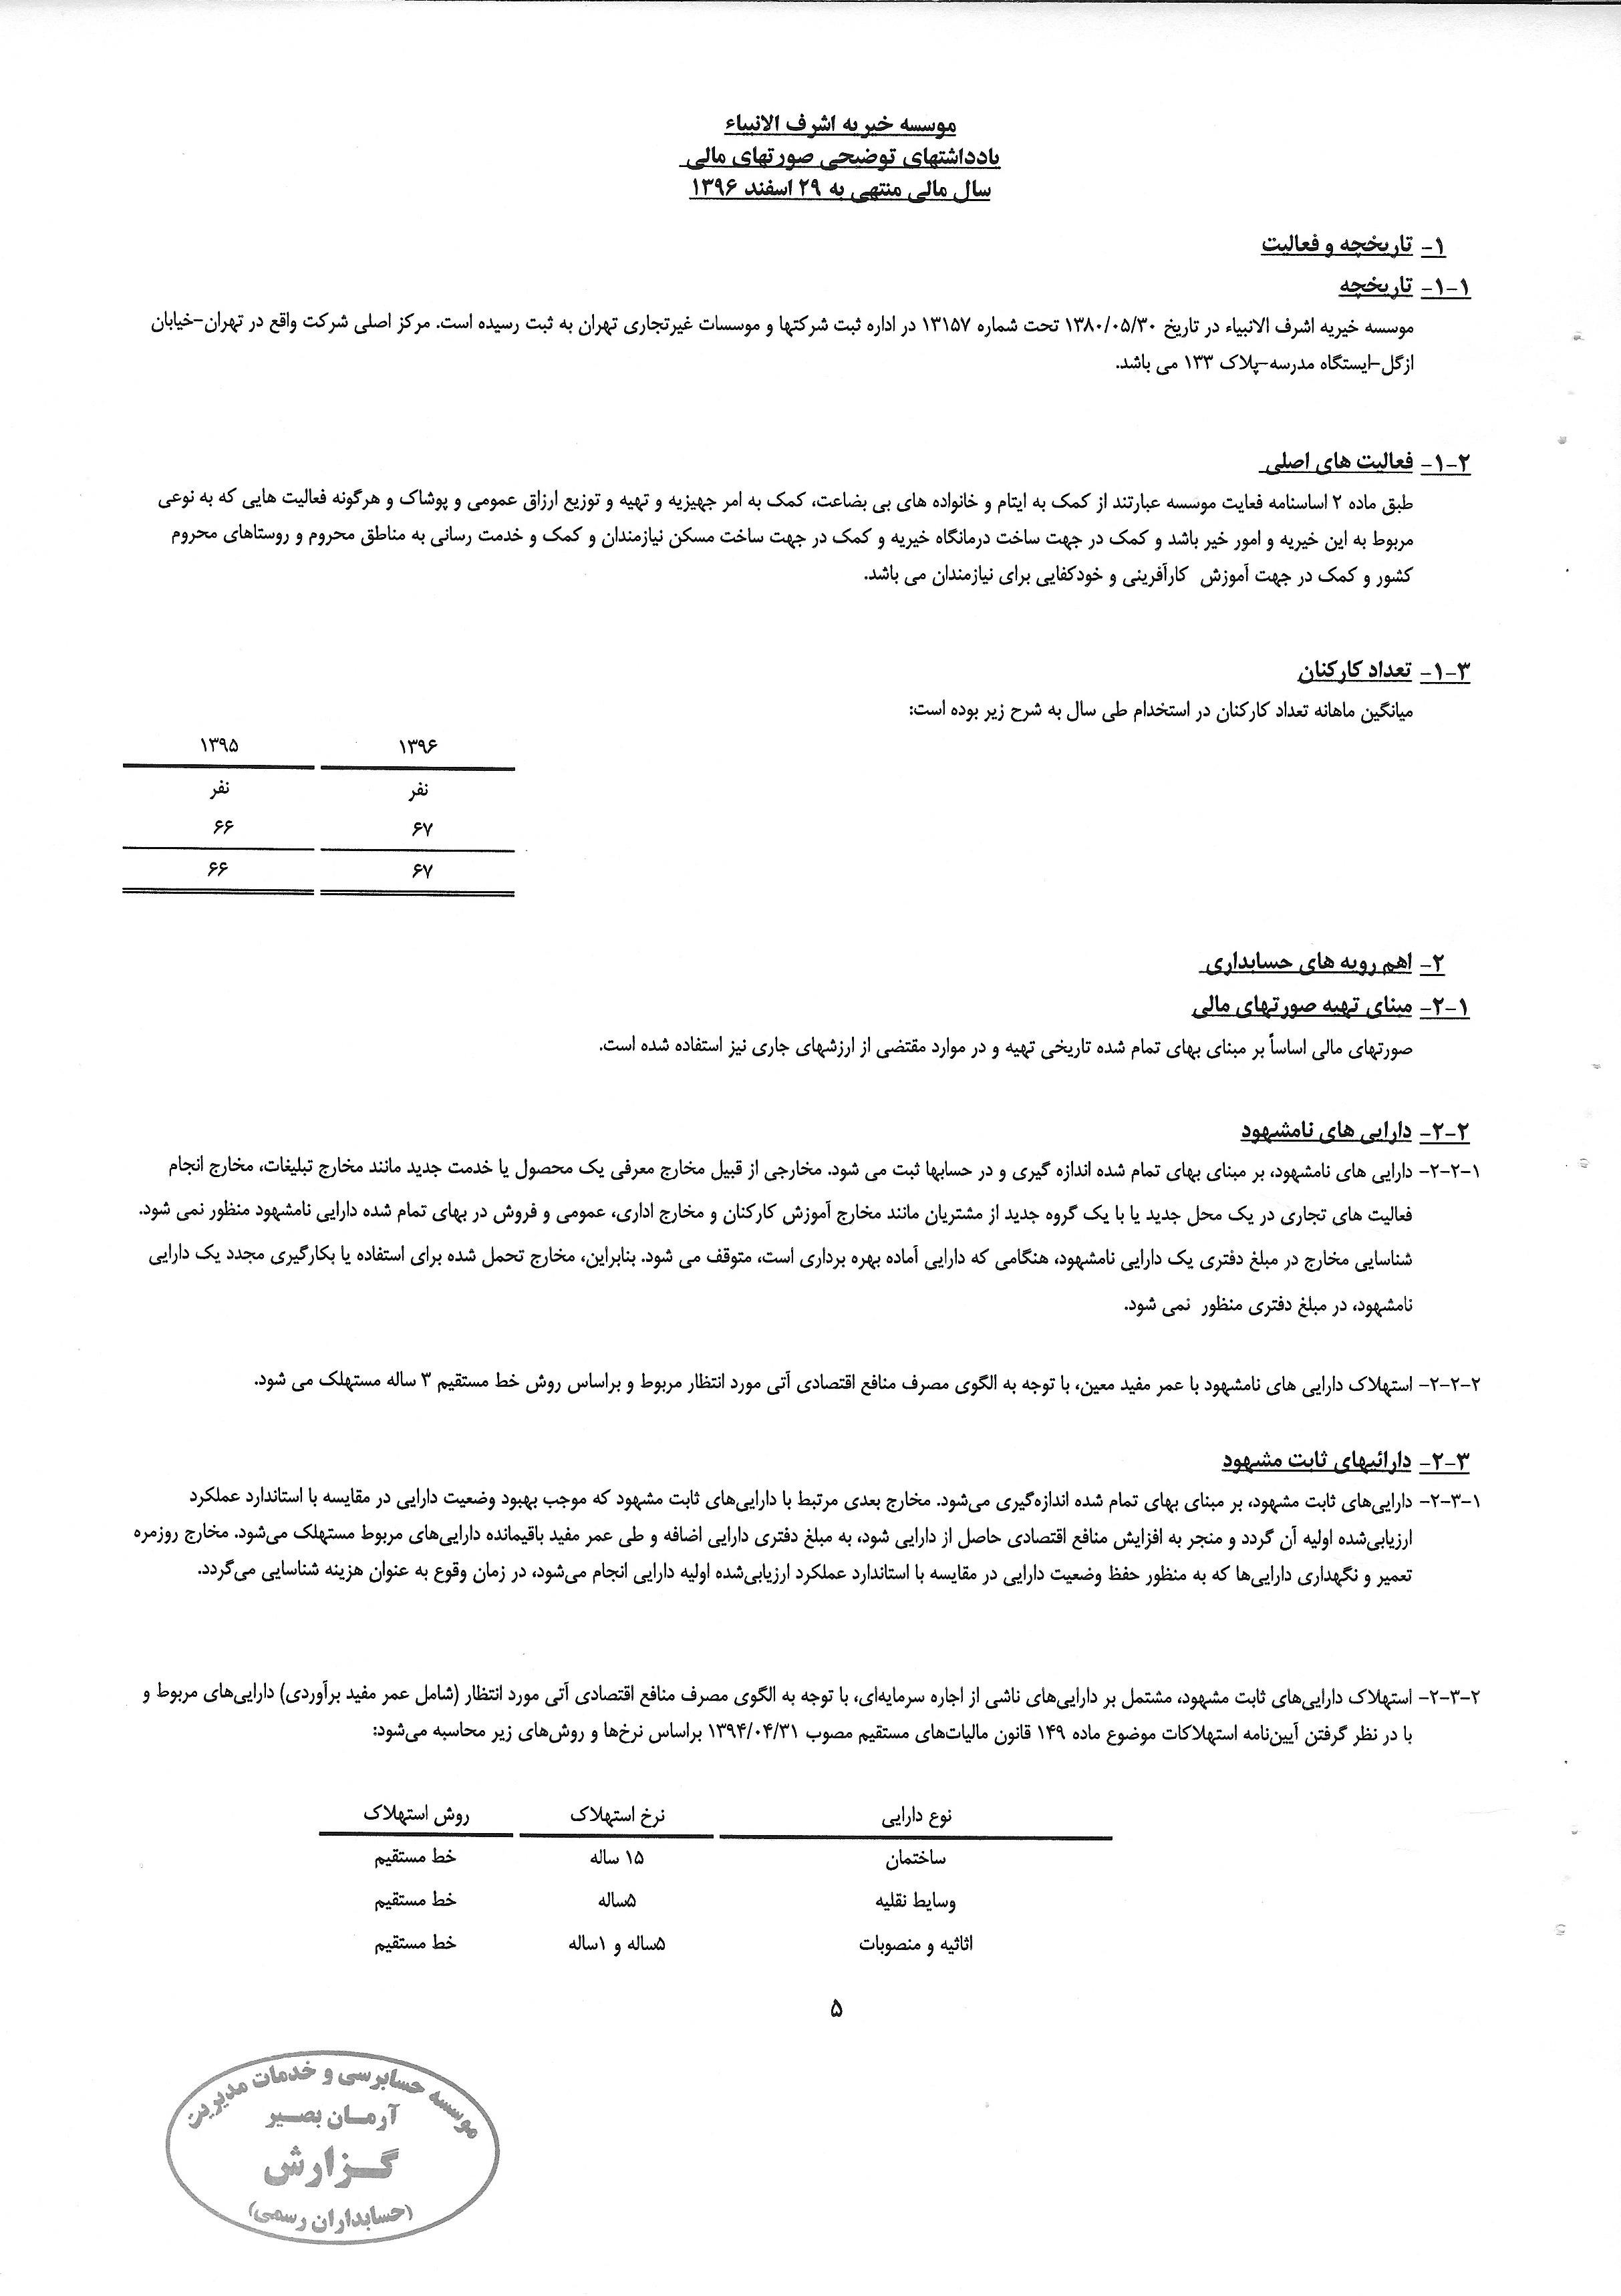 موسسه خیریه اشرف الانبیاء
یادداشتهای توضیحی صورتهای مالی
سال مالی منتهی به ۲۹ اسفند ۱۳۹۶
۱- تاریخچه و فعالیت
۱-۱- تاریخچه
موسسه خیریه اشرف الانبیاء در تاریخ ۱۳۸۰/۰۵/۳۰ تحت شماره ۱۳۱۵۷ در اداره ثبت شرکتها و موسسات غیرتجاری تهران به ثبت رسیده است. مرکز اصلی شرکت واقع در تهران-خیابان
ازگل-ایستگاه مدرسه-پلاک ۱۳۳ می باشد.
۱-۲- فعالیت های اصلی
طبق ماده ۲ اساسنامه فعایت موسسه عبارتند از کمک به ایتام و خانواده های بی بضاعت، کمک به امر جهیزیه و تهیه و توزیع ارزاق عمومی و پوشاک و هرگونه فعالیت هایی که به نوعی
مربوط به این خیریه و امور خیر باشد و کمک در جهت ساخت درمانگاه خیریه و کمک در جهت ساخت مسکن نیازمندان و کمک و خدمت رسانی به مناطق محروم و روستاهای محروم
کشور و کمک در جهت آموزش کارآفرینی و خودکفایی برای نیازمندان می باشد.
۱-۳- تعداد کارکنان
میانگین ماهانه تعداد کارکنان در استخدام طی سال به شرح زیر بوده است:
۱۳۹۶ ۱۳۹۵
نفر نفر
۶۷ ۶۶
۶۷ ۶۶
۲- اهم رویه های حسابداری
۲-۱- مبنای تهیه صورتهای مالی
صورتهای مالی اساساً بر مبنای بهای تمام شده تاریخی تهیه و در موارد مقتضی از ارزشهای جاری نیز استفاده شده است.
۲-۲- دارایی های نامشهود
۲-۲-۱- دارایی های نامشهود، بر مبنای بهای تمام شده اندازه گیری و در حسابها ثبت می شود. مخارجی از قبیل مخارج معرفی یک محصول یا خدمت جدید مانند مخارج تبلیغات، مخارج انجام
فعالیت های تجاری در یک محل جدید یا با یک گروه جدید از مشتریان مانند مخارج آموزش کارکنان و مخارج اداری، عمومی و فروش در بهای تمام شده دارایی نامشهود منظور نمی شود.
شناسایی مخارج در مبلغ دفتری یک دارایی نامشهود، هنگامی که دارایی آماده بهره برداری است، متوقف می شود. بنابراین، مخارج تحمل شده برای استفاده یا بکارگیری مجدد یک دارایی
نامشهود، در مبلغ دفتری منظور نمی شود.
۲-۲-۲- استهلاک دارایی های نامشهود با عمر مفید معین، با توجه به الگوی مصرف منافع اقتصادی آتی مورد انتظار مربوط و براساس روش خط مستقیم ۳ ساله مستهلک می شود.
۲-۳- دارائیهای ثابت مشهود
۲-۳-۱- دارایی‌های ثابت مشهود، بر مبنای بهای تمام شده اندازه‌گیری می‌شود. مخارج بعدی مرتبط با دارایی‌های ثابت مشهود که موجب بهبود وضعیت دارایی در مقایسه با استاندارد عملکرد
ارزیابی‌شده اولیه آن گردد و منجر به افزایش منافع اقتصادی حاصل از دارایی شود، به مبلغ دفتری دارایی اضافه و طی عمر مفید باقیمانده دارایی‌های مربوط مستهلک می‌شود. مخارج روزمره
تعمیر و نگهداری دارایی‌ها که به منظور حفظ وضعیت دارایی در مقایسه با استاندارد عملکرد ارزیابی‌شده اولیه دارایی انجام می‌شود، در زمان وقوع به عنوان هزینه شناسایی می‌گردد.
۲-۳-۲- استهلاک دارایی‌های ثابت مشهود، مشتمل بر دارایی‌های ناشی از اجاره سرمایه‌ای، با توجه به الگوی مصرف منافع اقتصادی آتی مورد انتظار (شامل عمر مفید برآوردی) دارایی‌های مربوط و
با در نظر گرفتن آیین‌نامه استهلاکات موضوع ماده ۱۴۹ قانون مالیات‌های مستقیم مصوب ۱۳۹۴/۰۴/۳۱ براساس نرخ‌ها و روش‌های زیر محاسبه می‌شود:
نوع دارایی نرخ استهلاک روش استهلاک
ساختمان ۱۵ ساله خط مستقیم
وسایط نقلیه ۵ساله خط مستقیم
اثاثیه و منصوبات ۵ساله و ۱ساله خط مستقیم
۵
موسسه حسابرسی و خدمات مدیریت
آرمان بصیر
گزارش
(حسابداران رسمی)